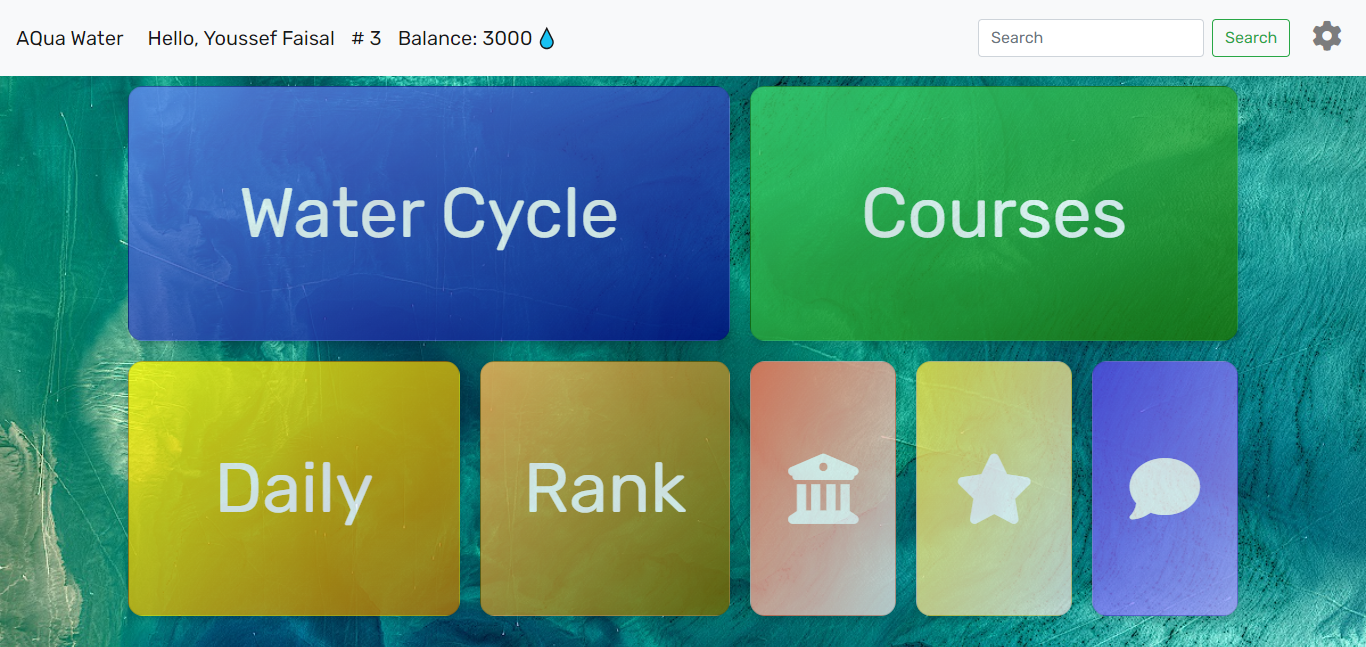 AQua Water Hello, Youssef Faisal # 3 Balance: 3000 Search Search
Water Cycle Courses
Daily Rank